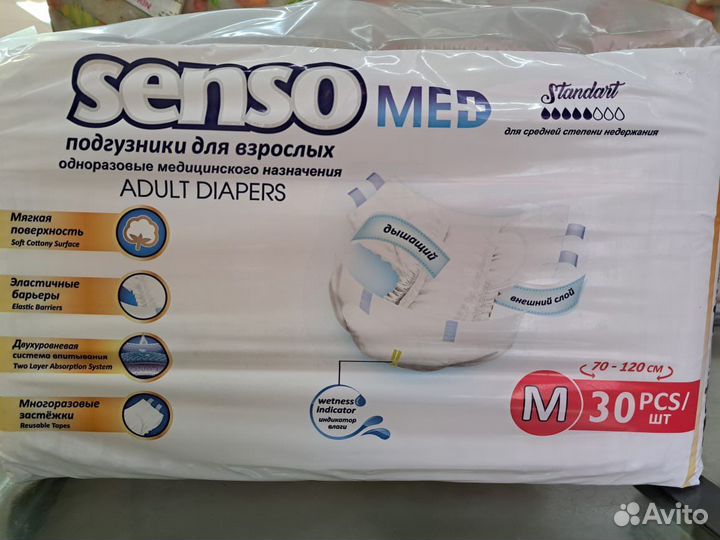 senso MED
Standart
для средней степени недержания
подгузники для взрослых
одноразовые медицинского назначения
ADULT DIAPERS
Мягкая
поверхность
Soft Cottony Surface
Эластичные
барьеры
Elastic Barriers
Двухуровневая
система впитывания
Two Layer Absorption System
Многоразовые
застёжки
Reusable Tapes
дышащий
внешний слой
wetness
indicator
индикатор
влаги
70 - 120 см
M 30 PCS/
ШТ
Avito